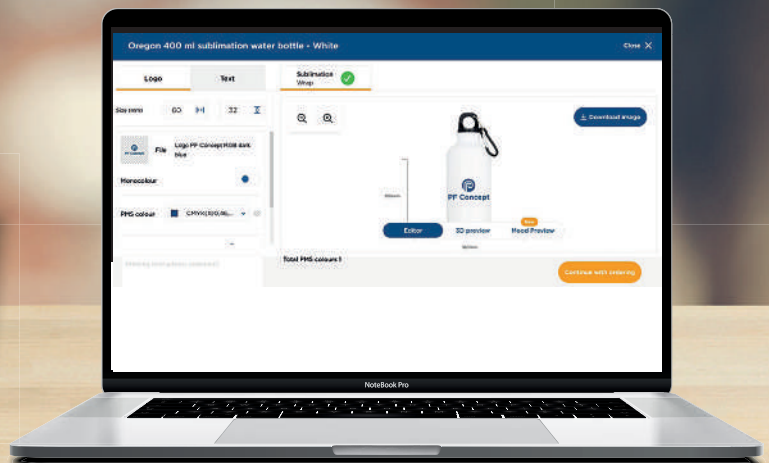 Oregon 400 ml sublimation water bottle - White
Close X
Logo
Text
Sublimation
Wrap
Size (mm)
60
32
Download image
PF Concept
File
Logo PF Concept RGB dark
blue
Monocolour
PMS colour
PF Concept
Editor
3D preview
Mood Preview
Total PMS colours 1
Continue with ordering
NoteBook Pro